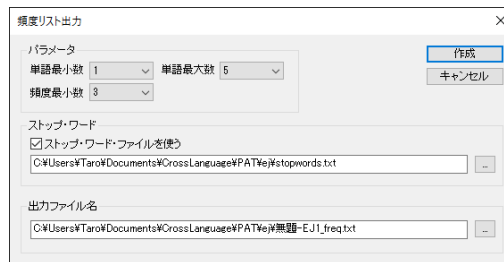 頻度リスト出力
パラメータ
単語最小数 1 単語最大数 5
頻度最小数 3
作成
キャンセル
ストップ・ワード
ストップ・ワード・ファイルを使う
C:¥Users¥Taro¥Documents¥CrossLanguage¥PAT¥ej¥stopwords.txt
...
出力ファイル名
C:¥Users¥Taro¥Documents¥CrossLanguage¥PAT¥ej¥無題-EJ1_freq.txt
...